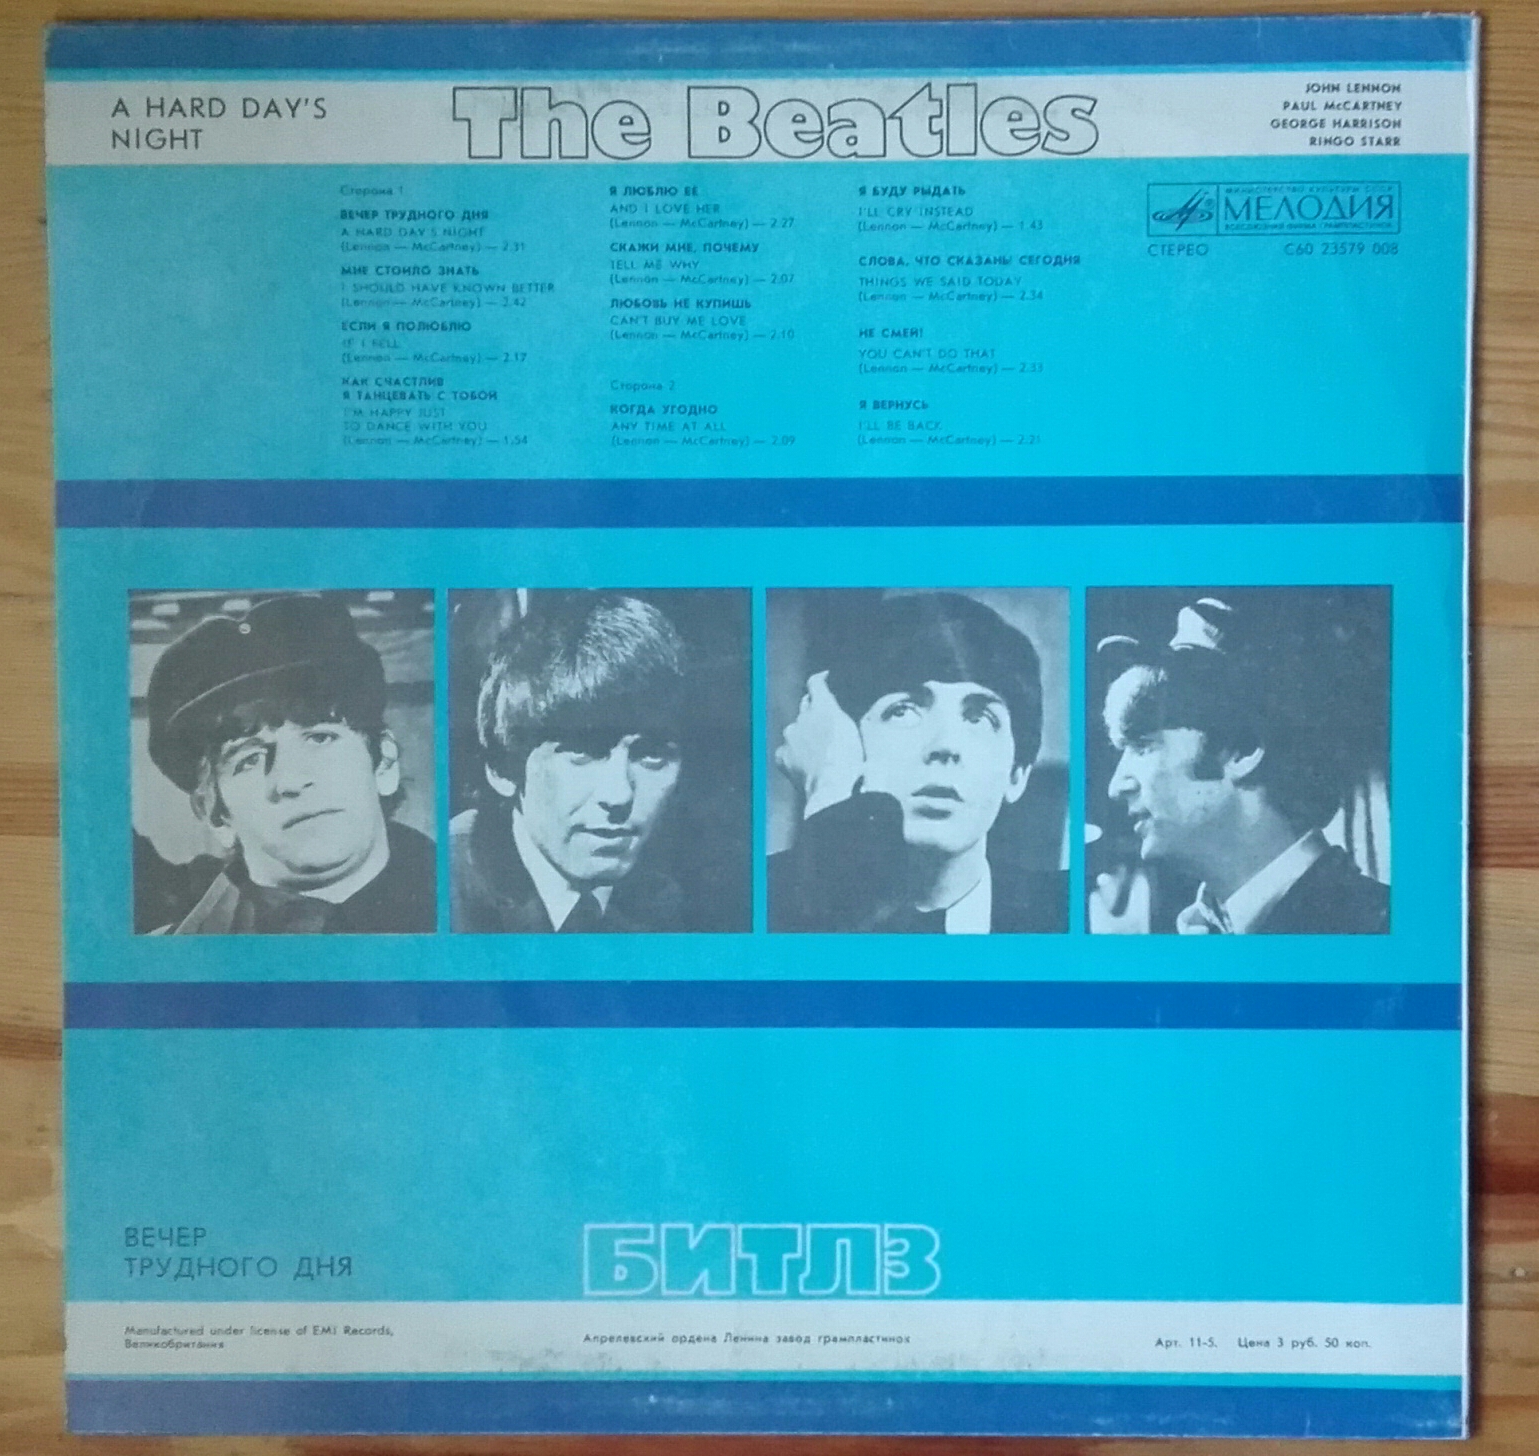 A HARD DAY'S
NIGHT
The Beatles
JOHN LENNON
PAUL McCARTNEY
GEORGE HARRISON
RINGO STARR
Сторона 1
ВЕЧЕР ТРУДНОГО ДНЯ
A HARD DAY'S NIGHT
(Lennon — McCartney) — 2.31
МНЕ СТОИЛО ЗНАТЬ
I SHOULD HAVE KNOWN BETTER
(Lennon — McCartney) — 2.42
ЕСЛИ Я ПОЛЮБЛЮ
IF I FELL
(Lennon — McCartney) — 2.17
КАК СЧАСТЛИВ
Я ТАНЦЕВАТЬ С ТОБОЙ
I'M HAPPY JUST
TO DANCE WITH YOU
(Lennon — McCartney) — 1.54
Я ЛЮБЛЮ ЕЕ
AND I LOVE HER
(Lennon — McCartney) — 2.27
СКАЖИ МНЕ, ПОЧЕМУ
TELL ME WHY
(Lennon — McCartney) — 2.07
ЛЮБОВЬ НЕ КУПИШЬ
CAN'T BUY ME LOVE
(Lennon — McCartney) — 2.10
Сторона 2
КОГДА УГОДНО
ANY TIME AT ALL
(Lennon — McCartney) — 2.09
Я БУДУ РЫДАТЬ
I'LL CRY INSTEAD
(Lennon — McCartney) — 1.43
СЛОВА, ЧТО СКАЗАНЫ СЕГОДНЯ
THINGS WE SAID TODAY
(Lennon — McCartney) — 2.34
НЕ СМЕЙ!
YOU CAN'T DO THAT
(Lennon — McCartney) — 2.33
Я ВЕРНУСЬ
I'LL BE BACK
(Lennon — McCartney) — 2.21
МИНИСТЕРСТВО КУЛЬТУРЫ СССР
МЕЛОДИЯ
ВСЕСОЮЗНАЯ ФИРМА ГРАМПЛАСТИНОК
СТЕРЕО С60 23579 008
ВЕЧЕР
ТРУДНОГО ДНЯ
БИТЛЗ
Manufactured under license of EMI Records,
Великобритания
Апрелевский ордена Ленина завод грампластинок
Арт. 11-5. Цена 3 руб. 50 коп.